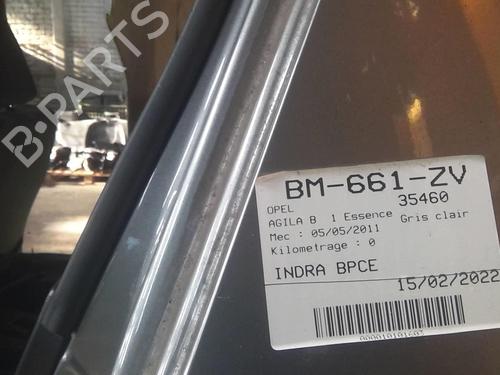 B-PARTS
BM-661-ZV
OPEL 35460
AGILA B 1 Essence Gris clair
Mec : 05/05/2011
Kilometrage : 0
INDRA BPCE
15/02/2022